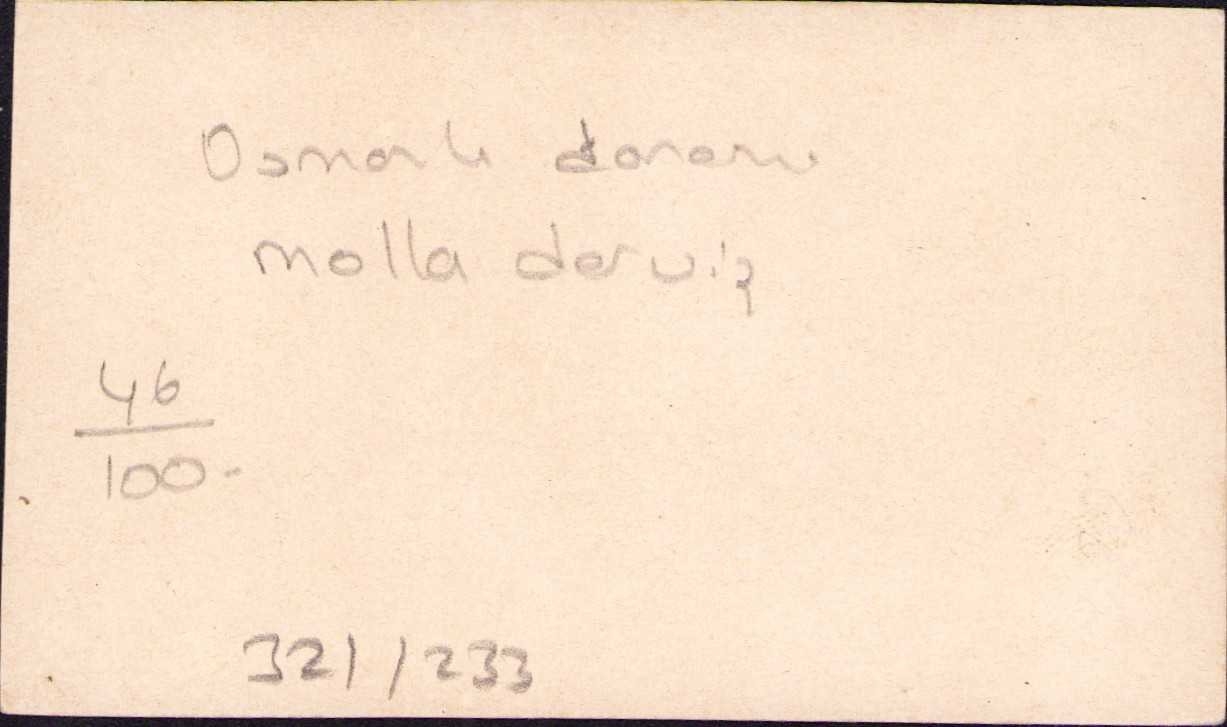 Osmanlı dönemi
molla derviş
46
100-
321/233